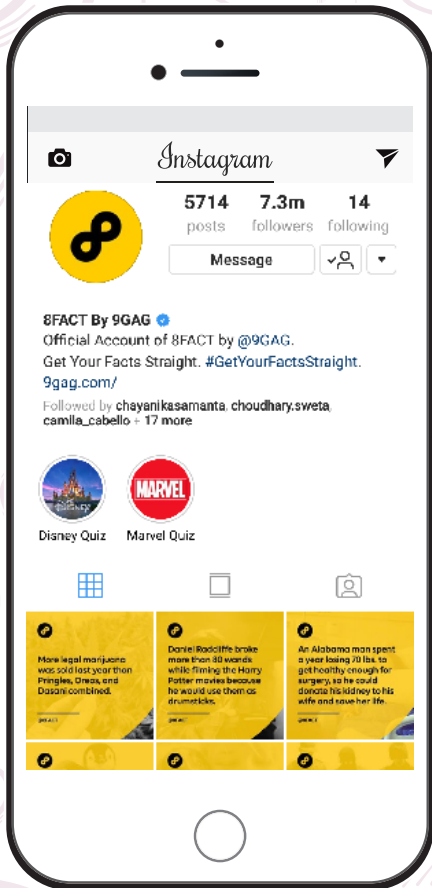 Instagram
5714 7.3m 14
posts followers following
Message
8FACT By 9GAG
Official Account of 8FACT by @9GAG.
Get Your Facts Straight. #GetYourFactsStraight.
9gag.com/
Followed by chayanikasamanta, choudhary.sweta,
camila_cabello + 17 more
DISNEY
MARVEL
Disney Quiz Marvel Quiz
More legal marijuana
was sold last year than
Pringles, Oreos, and
Dasani combined.
@8FACT
Daniel Radcliffe broke
more than 80 wands
while filming the Harry
Potter movies because
he would use them as
drumsticks.
@8FACT
An Alabama man spent
a year losing 70 lbs. to
get healthy enough for
surgery, so he could
donate his kidney to his
wife and save her life.
@8FACT